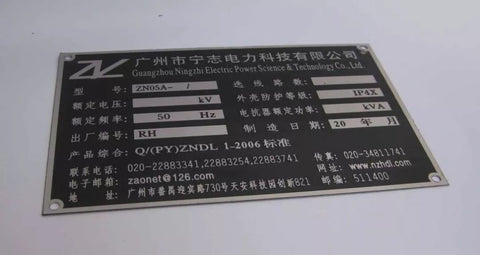 广州市宁志电力科技有限公司
Guangzhou Ningzhi Electric Power Science & Technology Co., Ltd.
型 号: ZN05A- / 选 线 路 数:
额定电压: kV 外壳防护等级: IP4X
额定频率: 50 Hz 电抗器额定功率: kVA
出厂编号: RH 制 造 日 期: 20 年 月
产品综合: Q/(PY)ZNDL 1-2006 标准
联系电话: 020-22883341,22883254,22883741 传真: 020-34811741
电子邮箱: zaonet@126.com 网址: www.nzhdl.com
地址: 广州市番禺迎宾路730号天安科技园创新821 邮编: 511400